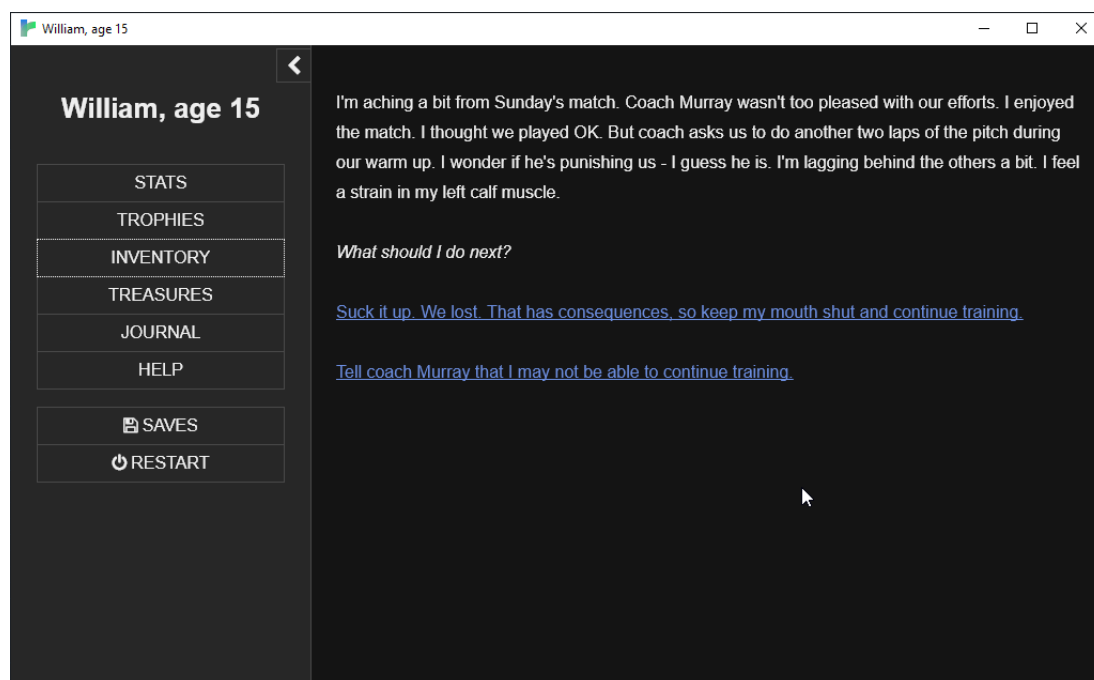 William, age 15
William, age 15
STATS
TROPHIES
INVENTORY
TREASURES
JOURNAL
HELP
SAVES
RESTART
I'm aching a bit from Sunday's match. Coach Murray wasn't too pleased with our efforts. I enjoyed
the match. I thought we played OK. But coach asks us to do another two laps of the pitch during
our warm up. I wonder if he's punishing us - I guess he is. I'm lagging behind the others a bit. I feel
a strain in my left calf muscle.
What should I do next?
Suck it up. We lost. That has consequences, so keep my mouth shut and continue training.
Tell coach Murray that I may not be able to continue training.